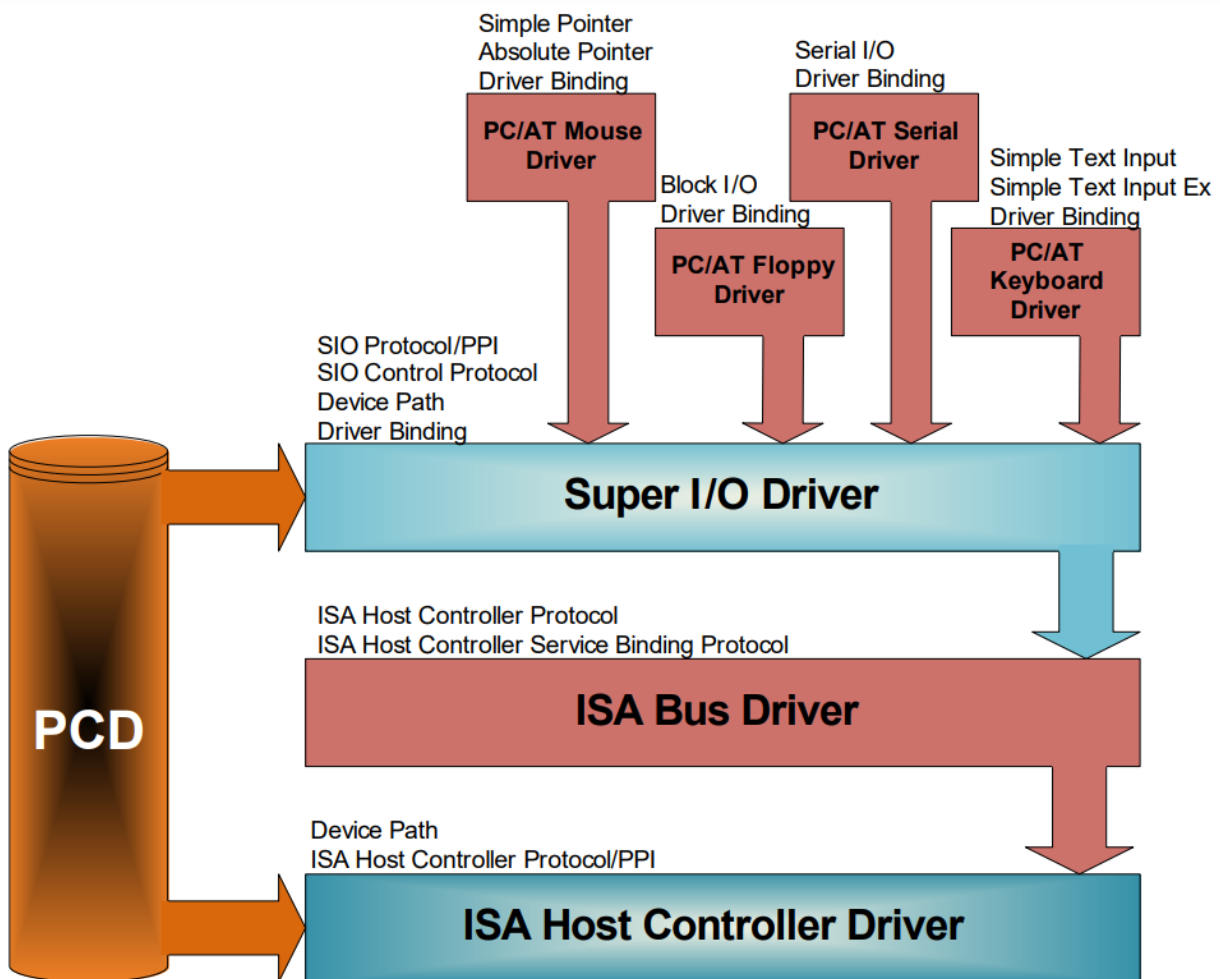 Simple Pointer
Absolute Pointer
Driver Binding
PC/AT Mouse
Driver
Serial I/O
Driver Binding
PC/AT Serial
Driver
Block I/O
Driver Binding
PC/AT Floppy
Driver
Simple Text Input
Simple Text Input Ex
Driver Binding
PC/AT
Keyboard
Driver
SIO Protocol/PPI
SIO Control Protocol
Device Path
Driver Binding
Super I/O Driver
ISA Host Controller Protocol
ISA Host Controller Service Binding Protocol
ISA Bus Driver
PCD
Device Path
ISA Host Controller Protocol/PPI
ISA Host Controller Driver